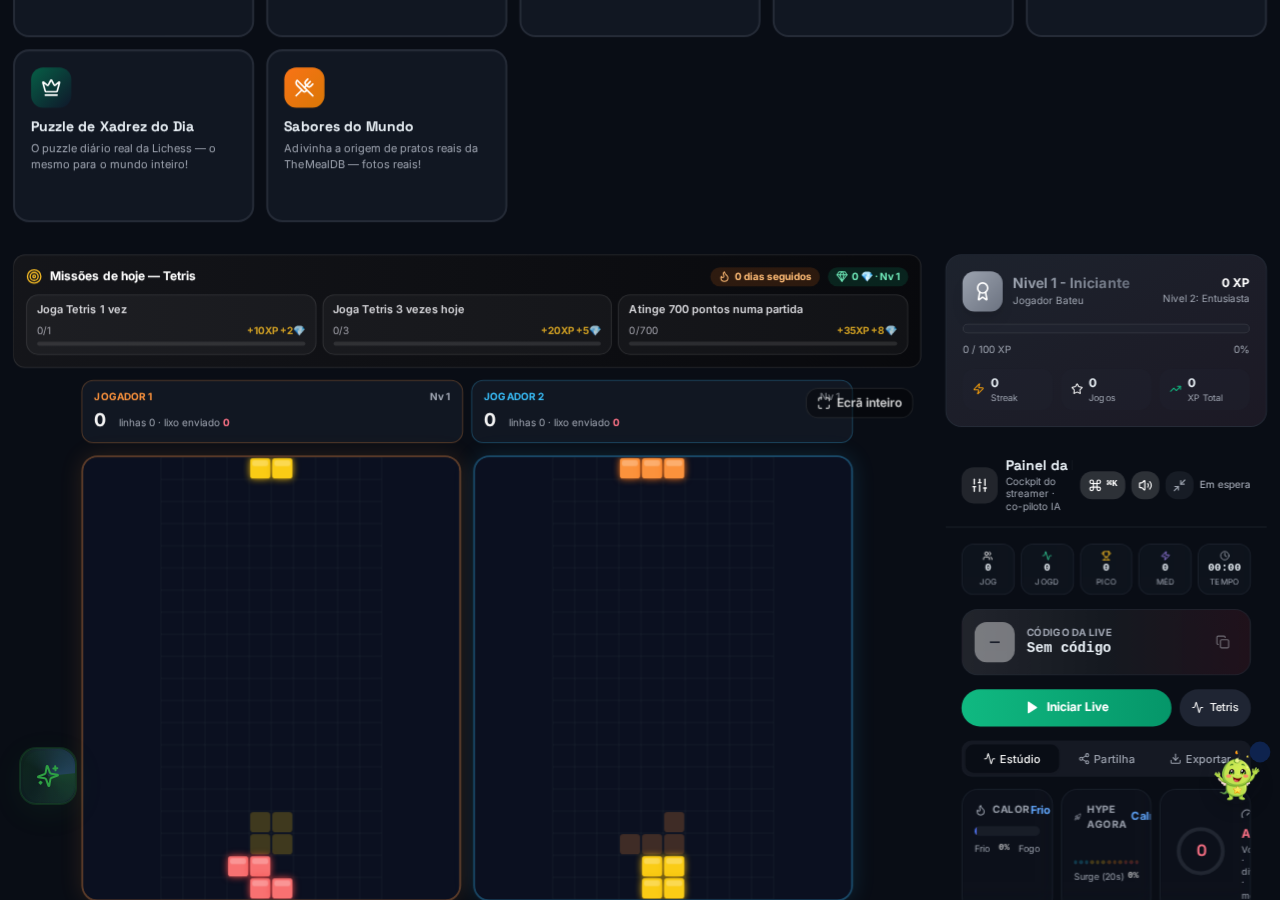 Puzzle de Xadrez do Dia
O puzzle diário real da Lichess — o
mesmo para o mundo inteiro!
Sabores do Mundo
Adivinha a origem de pratos reais da
TheMealDB — fotos reais!
Missões de hoje — Tetris
0 dias seguidos
0 💎 · Nv 1
Joga Tetris 1 vez
0/1
+10XP +2💎
Joga Tetris 3 vezes hoje
0/3
+20XP +5💎
Atinge 700 pontos numa partida
0/700
+35XP +8💎
JOGADOR 1
Nv 1
0 linhas 0 · lixo enviado 0
JOGADOR 2
Nv 1
0 linhas 0 · lixo enviado 0
Ecrã inteiro
Nivel 1 - Iniciante
Jogador Bateu
0 XP
Nivel 2: Entusiasta
0 / 100 XP
0%
0
Streak
0
Jogos
0
XP Total
Painel da
Cockpit do
streamer ·
co-piloto IA
⌘K
Em espera
0
JOG
0
JOGD
0
PICO
0
MÉD
00:00
TEMPO
CÓDIGO DA LIVE
Sem código
Iniciar Live
Tetris
Estúdio
Partilha
Exportar
CALOR
Frio
Frio 0% Fogo
HYPE
AGORA
Surge (20s) 0%
0